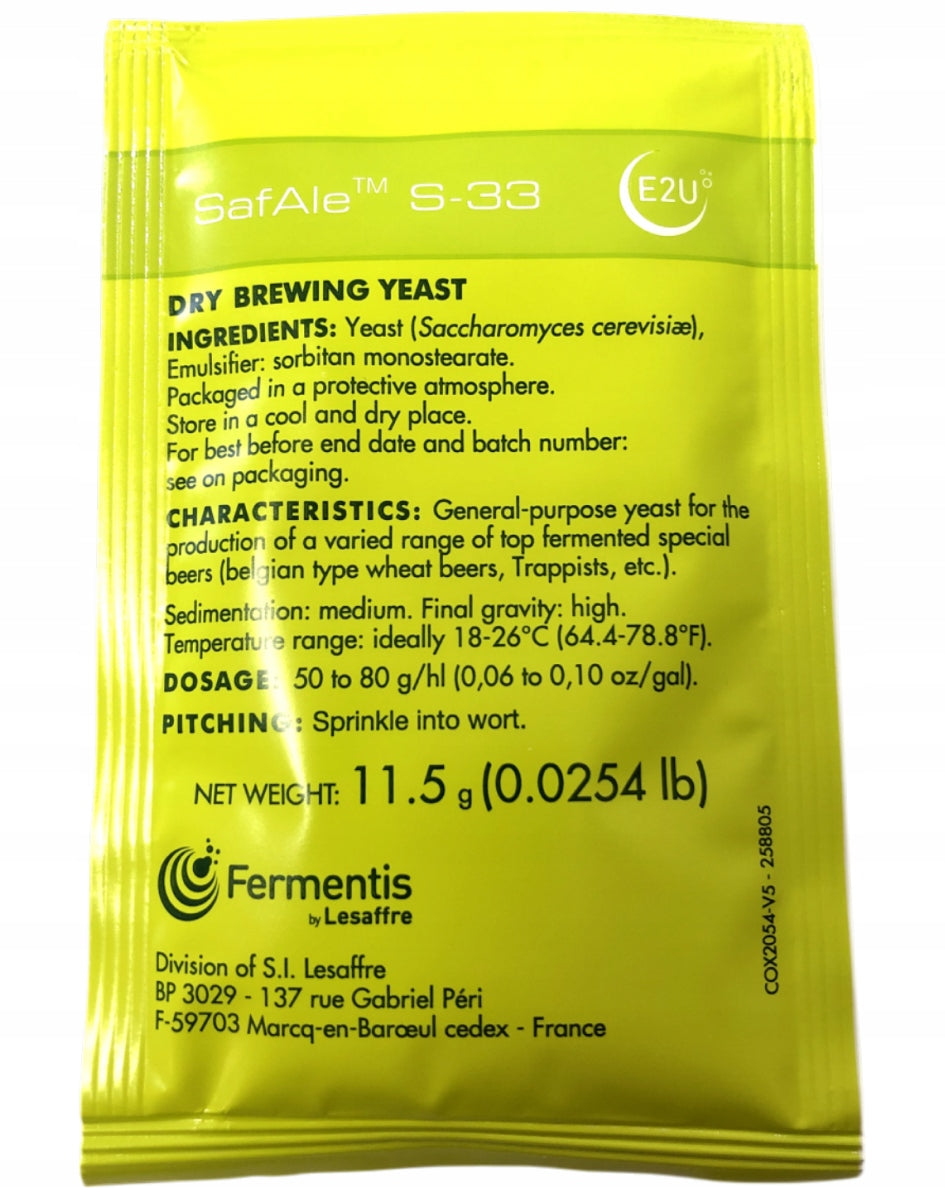 SafAle™ S-33
E2U
DRY BREWING YEAST
INGREDIENTS: Yeast (Saccharomyces cerevisiæ),
Emulsifier: sorbitan monostearate.
Packaged in a protective atmosphere.
Store in a cool and dry place.
For best before end date and batch number:
see on packaging.
CHARACTERISTICS: General-purpose yeast for the
production of a varied range of top fermented special
beers (belgian type wheat beers, Trappists, etc.).
Sedimentation: medium. Final gravity: high.
Temperature range: ideally 18-26°C (64.4-78.8°F).
DOSAGE: 50 to 80 g/hl (0,06 to 0,10 oz/gal).
PITCHING: Sprinkle into wort.
NET WEIGHT: 11.5 g (0.0254 lb)
COX2054-V5 - 258805
Fermentis
by Lesaffre
Division of S.I. Lesaffre
BP 3029 - 137 rue Gabriel Péri
F-59703 Marcq-en-Barœul cedex - France